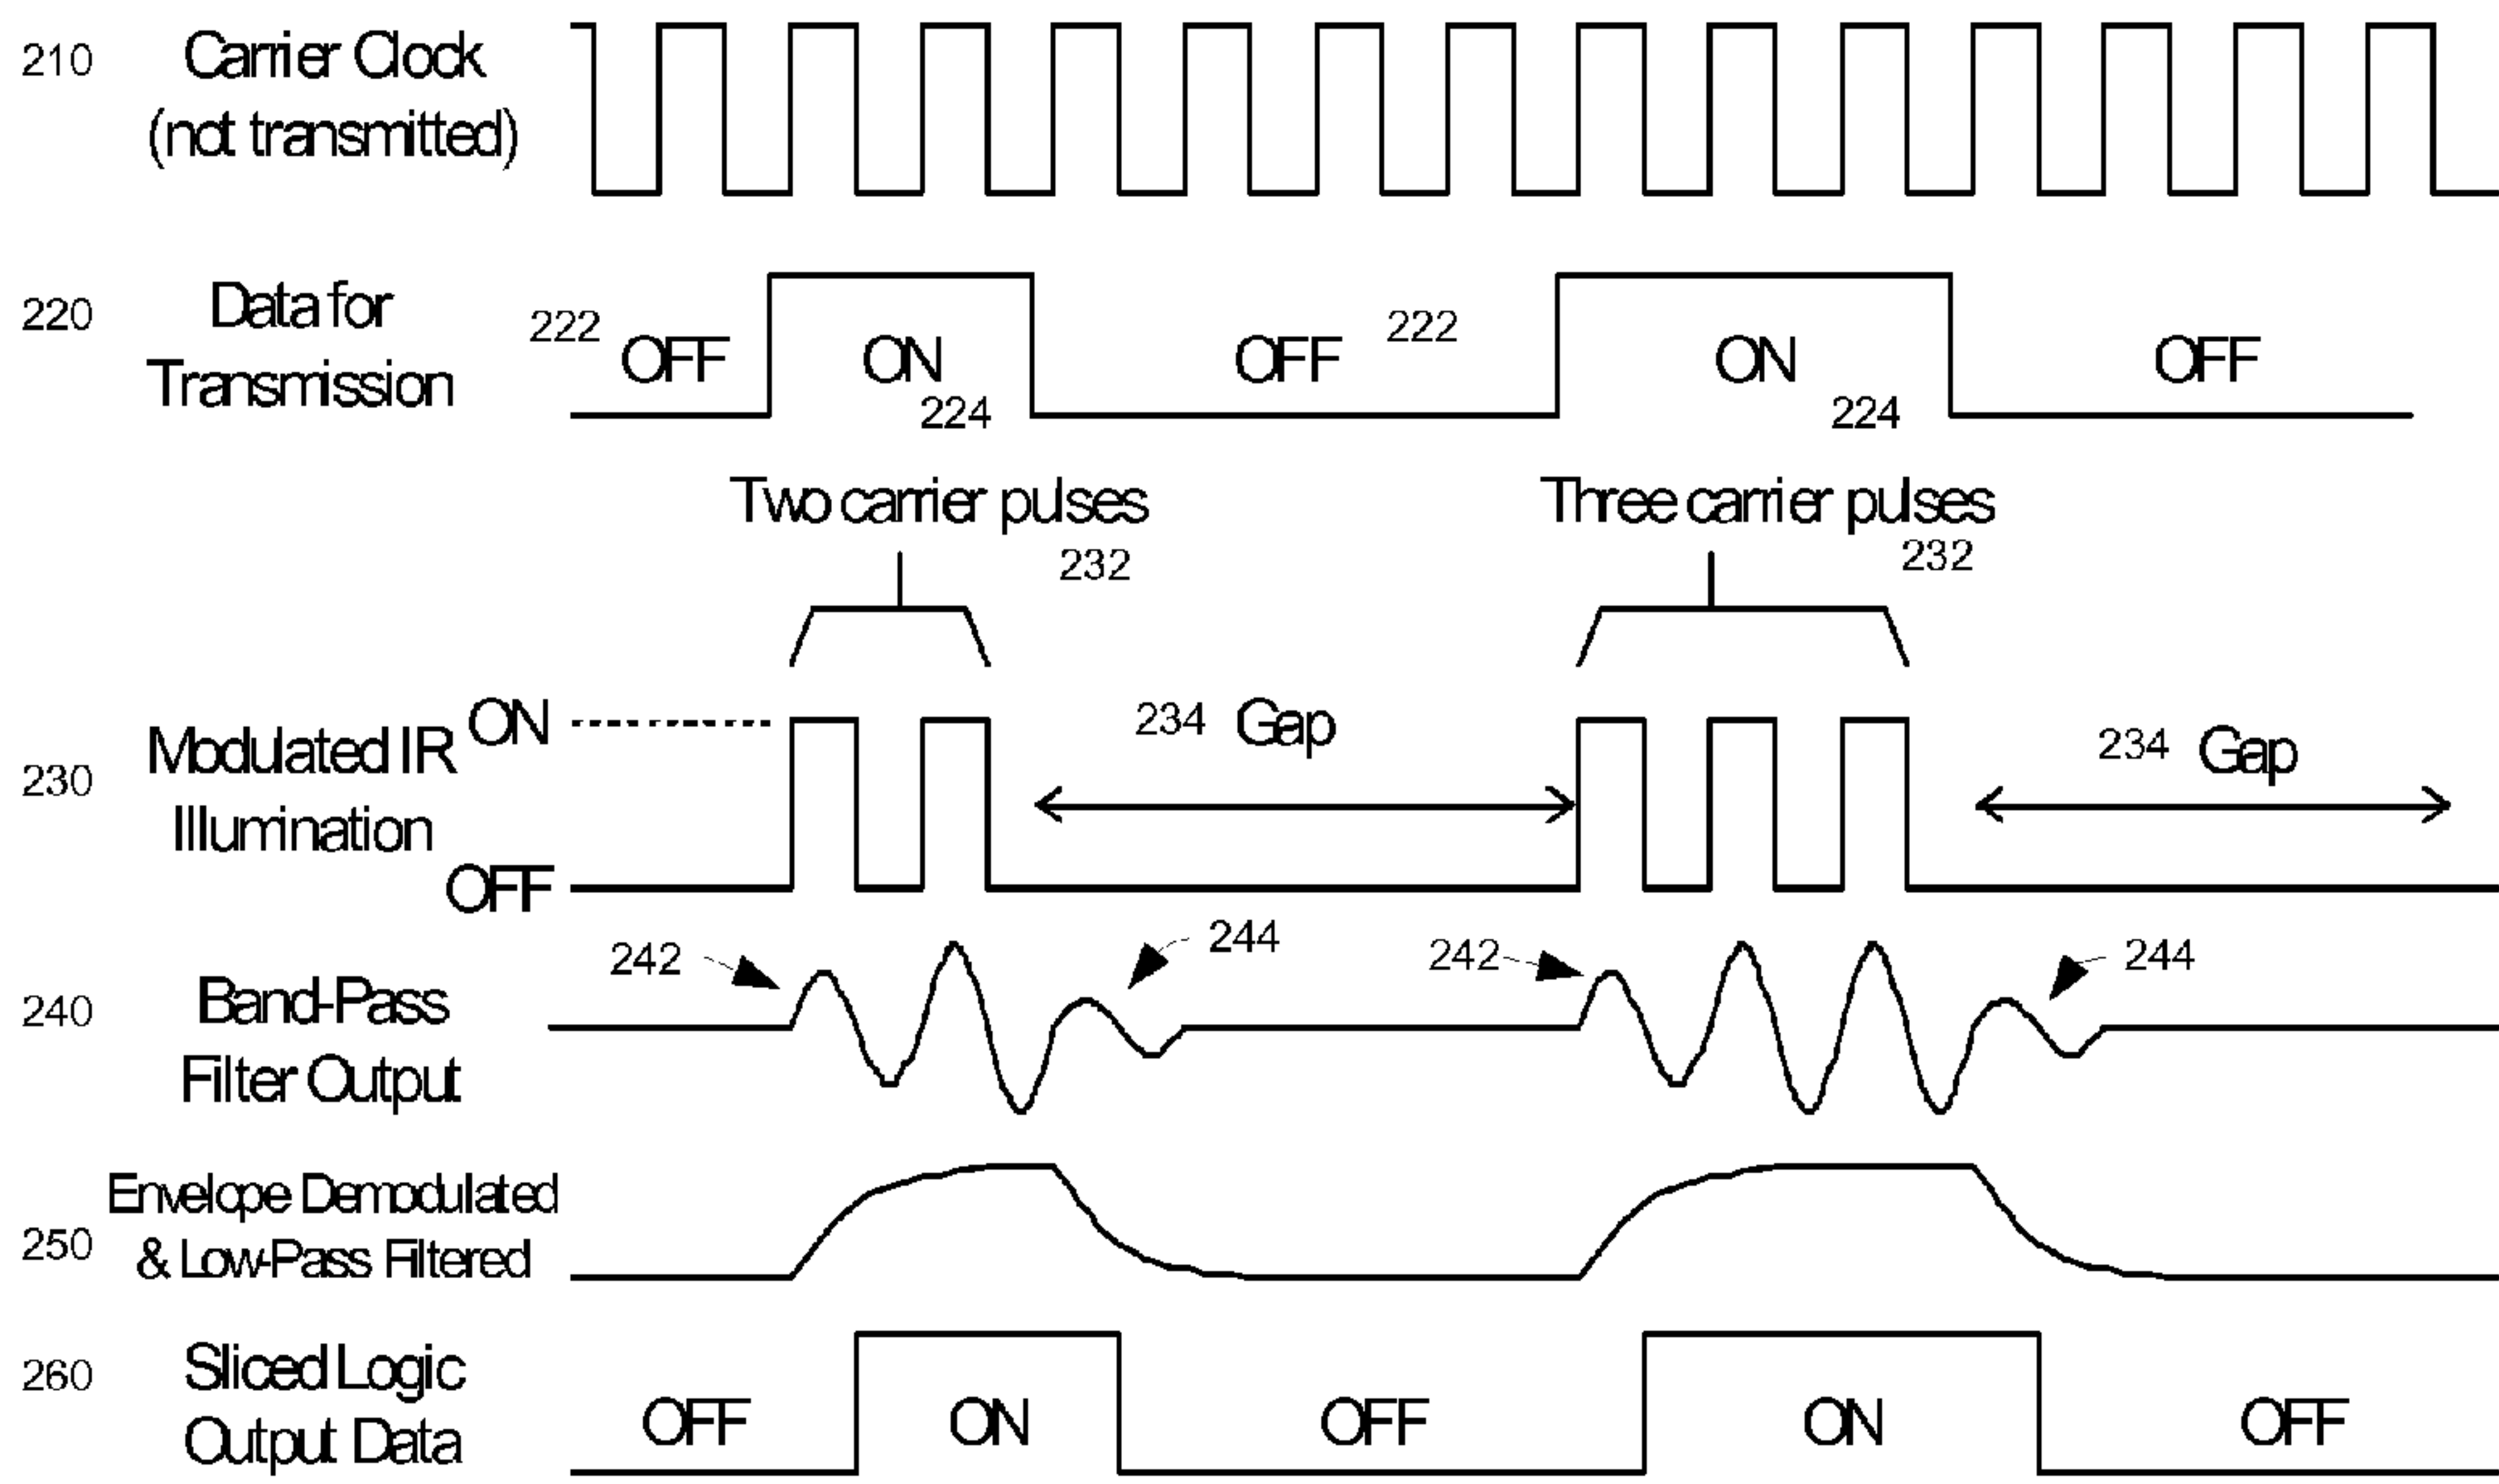 210 Carrier Clock
(not transmitted)
220 Data for
Transmission
222 OFF ON 224 OFF 222 ON 224 OFF
Two carrier pulses 232
Three carrier pulses 232
230 Modulated IR
Illumination
ON
OFF
234 Gap
234 Gap
240 Band-Pass
Filter Output
242 244 242 244
Envelope Demodulated
250 & Low-Pass Filtered
260 Sliced Logic
Output Data
OFF ON OFF ON OFF